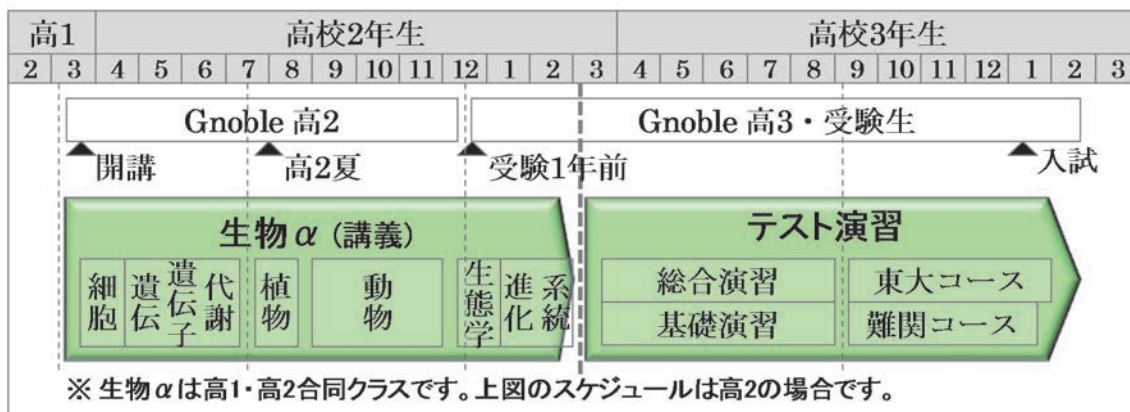 高1 高校2年生 高校3年生
2 3 4 5 6 7 8 9 10 11 12 1 2 3 4 5 6 7 8 9 10 11 12 1 2 3
Gnoble 高2 Gnoble 高3・受験生
開講 高2夏 受験1年前 入試
生物α（講義） テスト演習
細胞 遺伝 遺伝子 代謝 植物 動物 生態学 進化 系統 総合演習 東大コース
基礎演習 難関コース
※ 生物αは高1・高2合同クラスです。上図のスケジュールは高2の場合です。